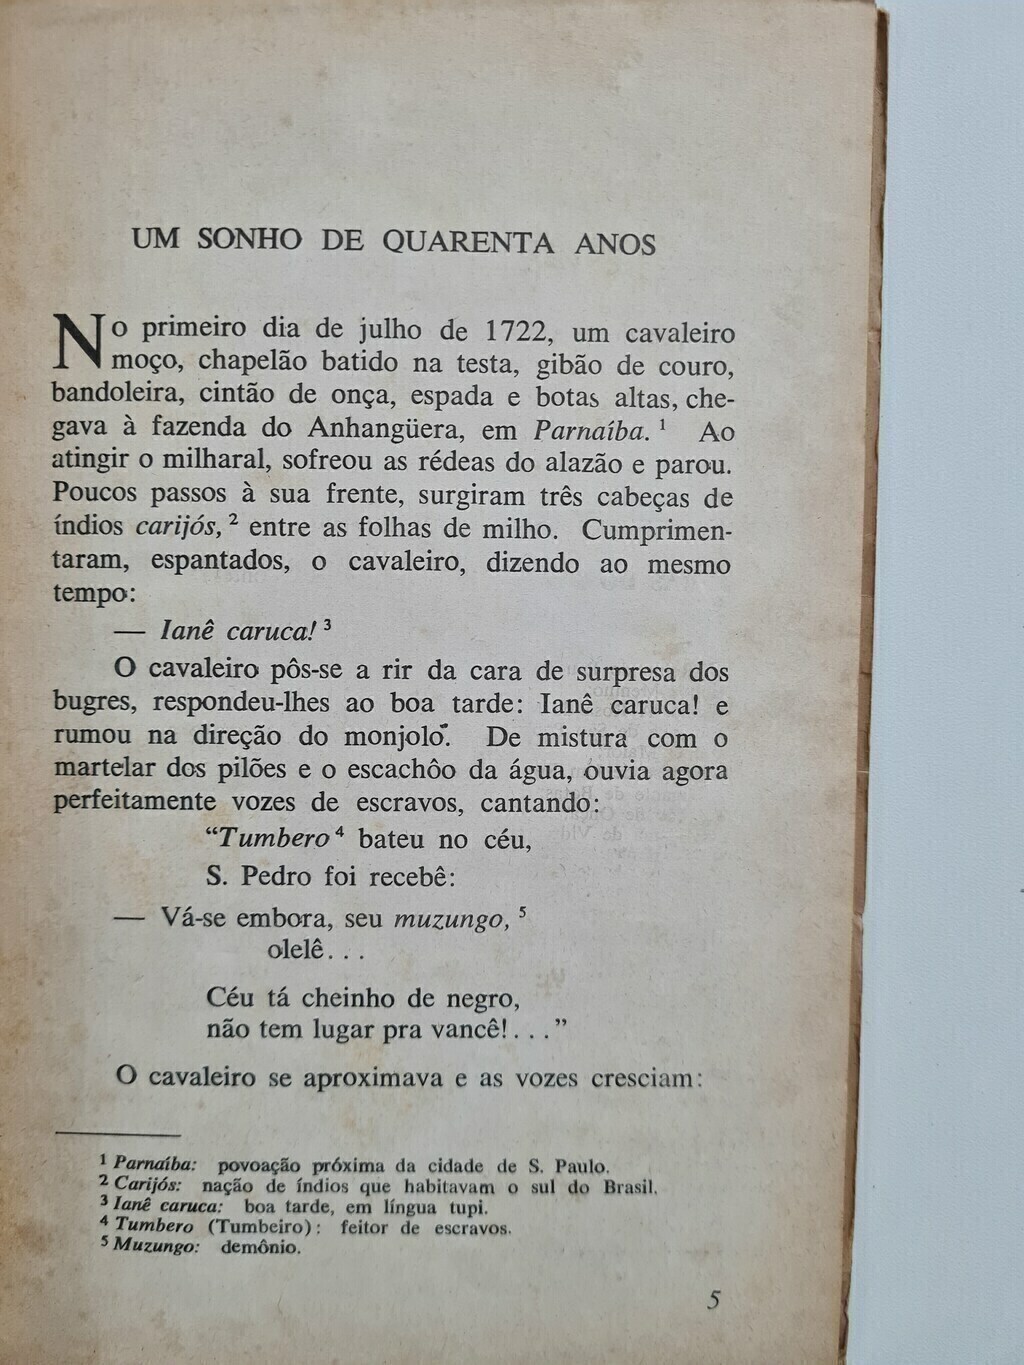 UM SONHO DE QUARENTA ANOS
No primeiro dia de julho de 1722, um cavaleiro
moço, chapelão batido na testa, gibão de couro,
bandoleira, cintão de onça, espada e botas altas, che-
gava à fazenda do Anhangüera, em Parnaíba. ¹ Ao
atingir o milharal, sofreou as rédeas do alazão e parou.
Poucos passos à sua frente, surgiram três cabeças de
índios carijós, ² entre as folhas de milho. Cumprimen-
taram, espantados, o cavaleiro, dizendo ao mesmo
tempo:
— Ianê caruca! ³
O cavaleiro pôs-se a rir da cara de surpresa dos
bugres, respondeu-lhes ao boa tarde: Ianê caruca! e
rumou na direção do monjolo. De mistura com o
martelar dos pilões e o escachôo da água, ouvia agora
perfeitamente vozes de escravos, cantando:
“Tumbero ⁴ bateu no céu,
S. Pedro foi recebê:
— Vá-se embora, seu muzungo, ⁵
olelê...
Céu tá cheinho de negro,
não tem lugar pra vancê!...”
O cavaleiro se aproximava e as vozes cresciam:
¹ Parnaíba: povoação próxima da cidade de S. Paulo.
² Carijós: nação de índios que habitavam o sul do Brasil.
³ Ianê caruca: boa tarde, em língua tupi.
⁴ Tumbero (Tumbeiro): feitor de escravos.
⁵ Muzungo: demônio.
5